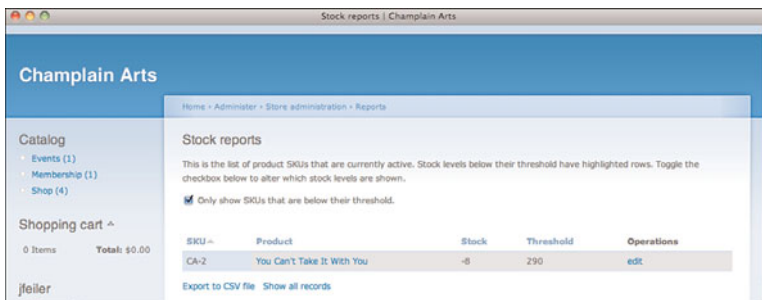 Stock reports | Champlain Arts
Champlain Arts
Home › Administer › Store administration › Reports
Catalog
Events (1)
Membership (1)
Shop (4)
Shopping cart
0 Items Total: $0.00
jfeiler
Stock reports
This is the list of product SKUs that are currently active. Stock levels below their threshold have highlighted rows. Toggle the
checkbox below to alter which stock levels are shown.
Only show SKUs that are below their threshold.
SKU Product Stock Threshold Operations
CA-2 You Can't Take It With You -8 290 edit
Export to CSV file Show all records